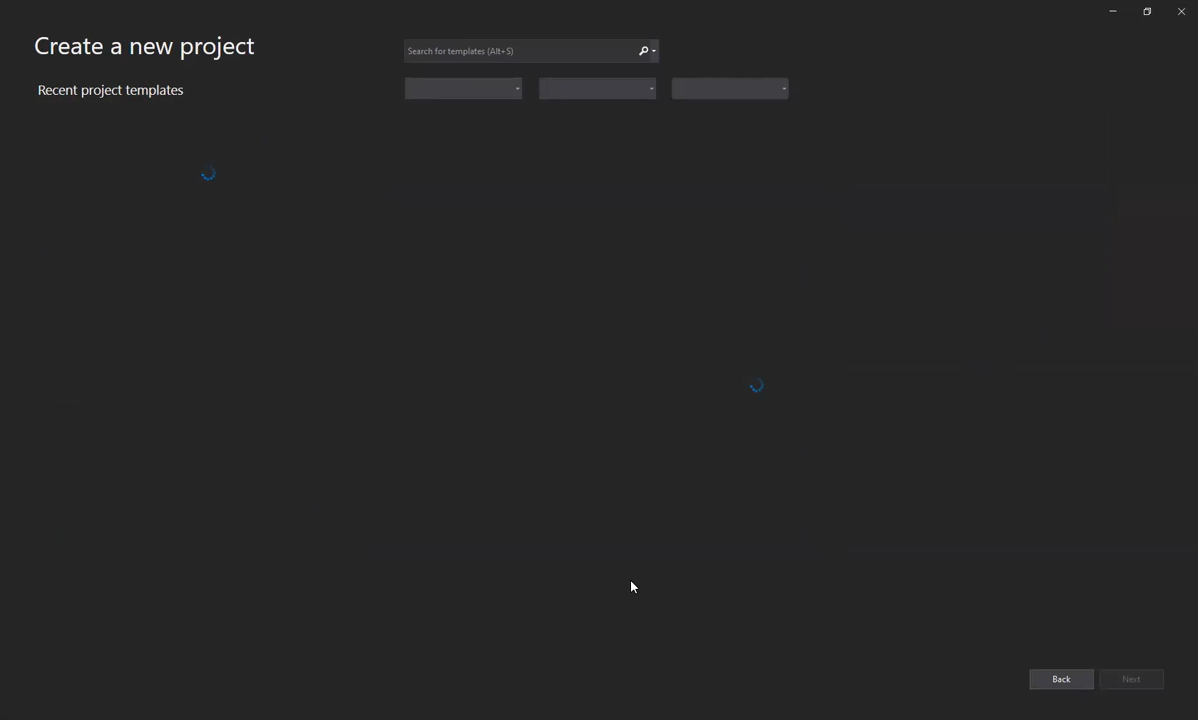 Create a new project
Search for templates (Alt+S)
Recent project templates
Back
Next